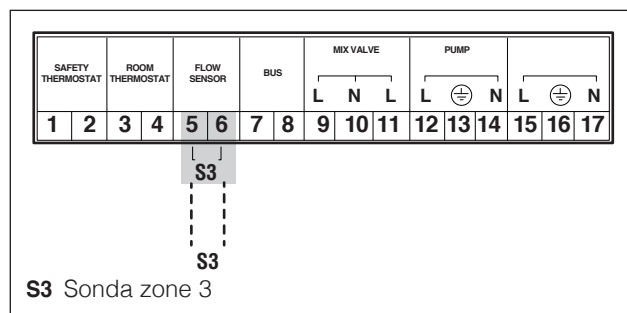 SAFETY THERMOSTAT
ROOM THERMOSTAT
FLOW SENSOR
BUS
MIX VALVE
PUMP
L N L L N L N
1 2 3 4 5 6 7 8 9 10 11 12 13 14 15 16 17
S3
S3
S3 Sonda zone 3